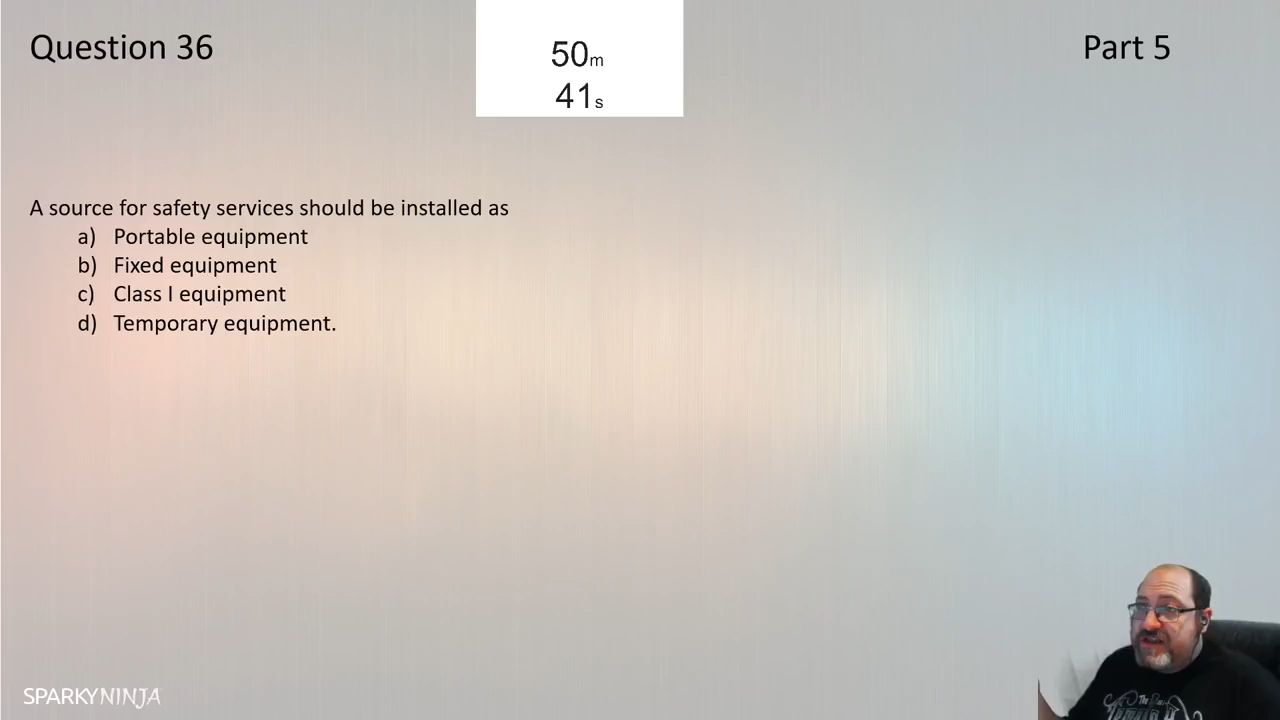 Question 36
50m
41s
Part 5
A source for safety services should be installed as
a) Portable equipment
b) Fixed equipment
c) Class I equipment
d) Temporary equipment.
SPARKYNINJA
The